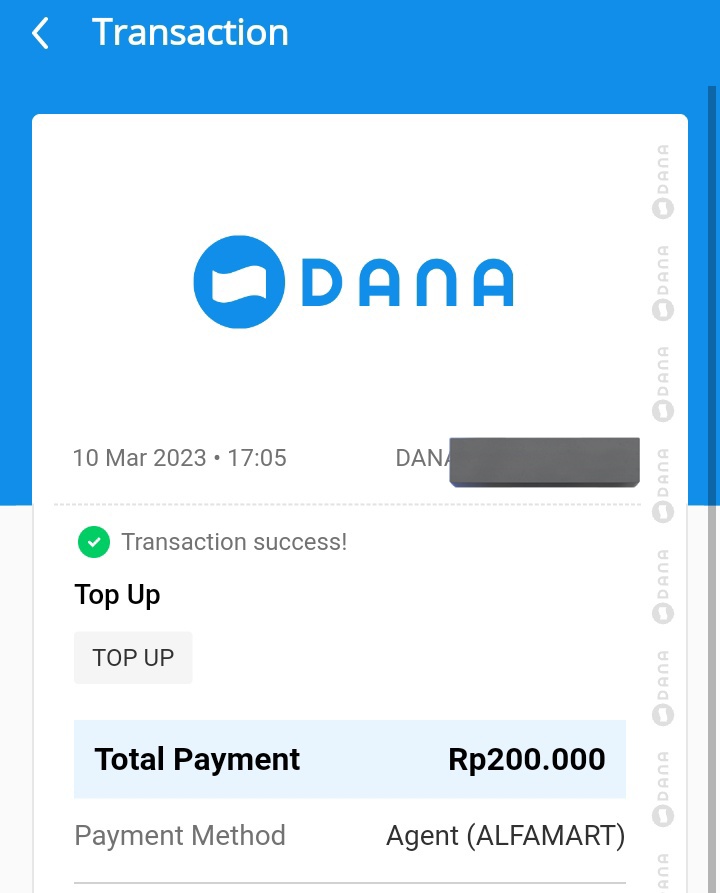 Transaction
DANA
10 Mar 2023 • 17:05
DANA
Transaction success!
Top Up
TOP UP
Total Payment Rp200.000
Payment Method Agent (ALFAMART)
DANA
DANA
DANA
DANA
DANA
DANA
DANA
DANA